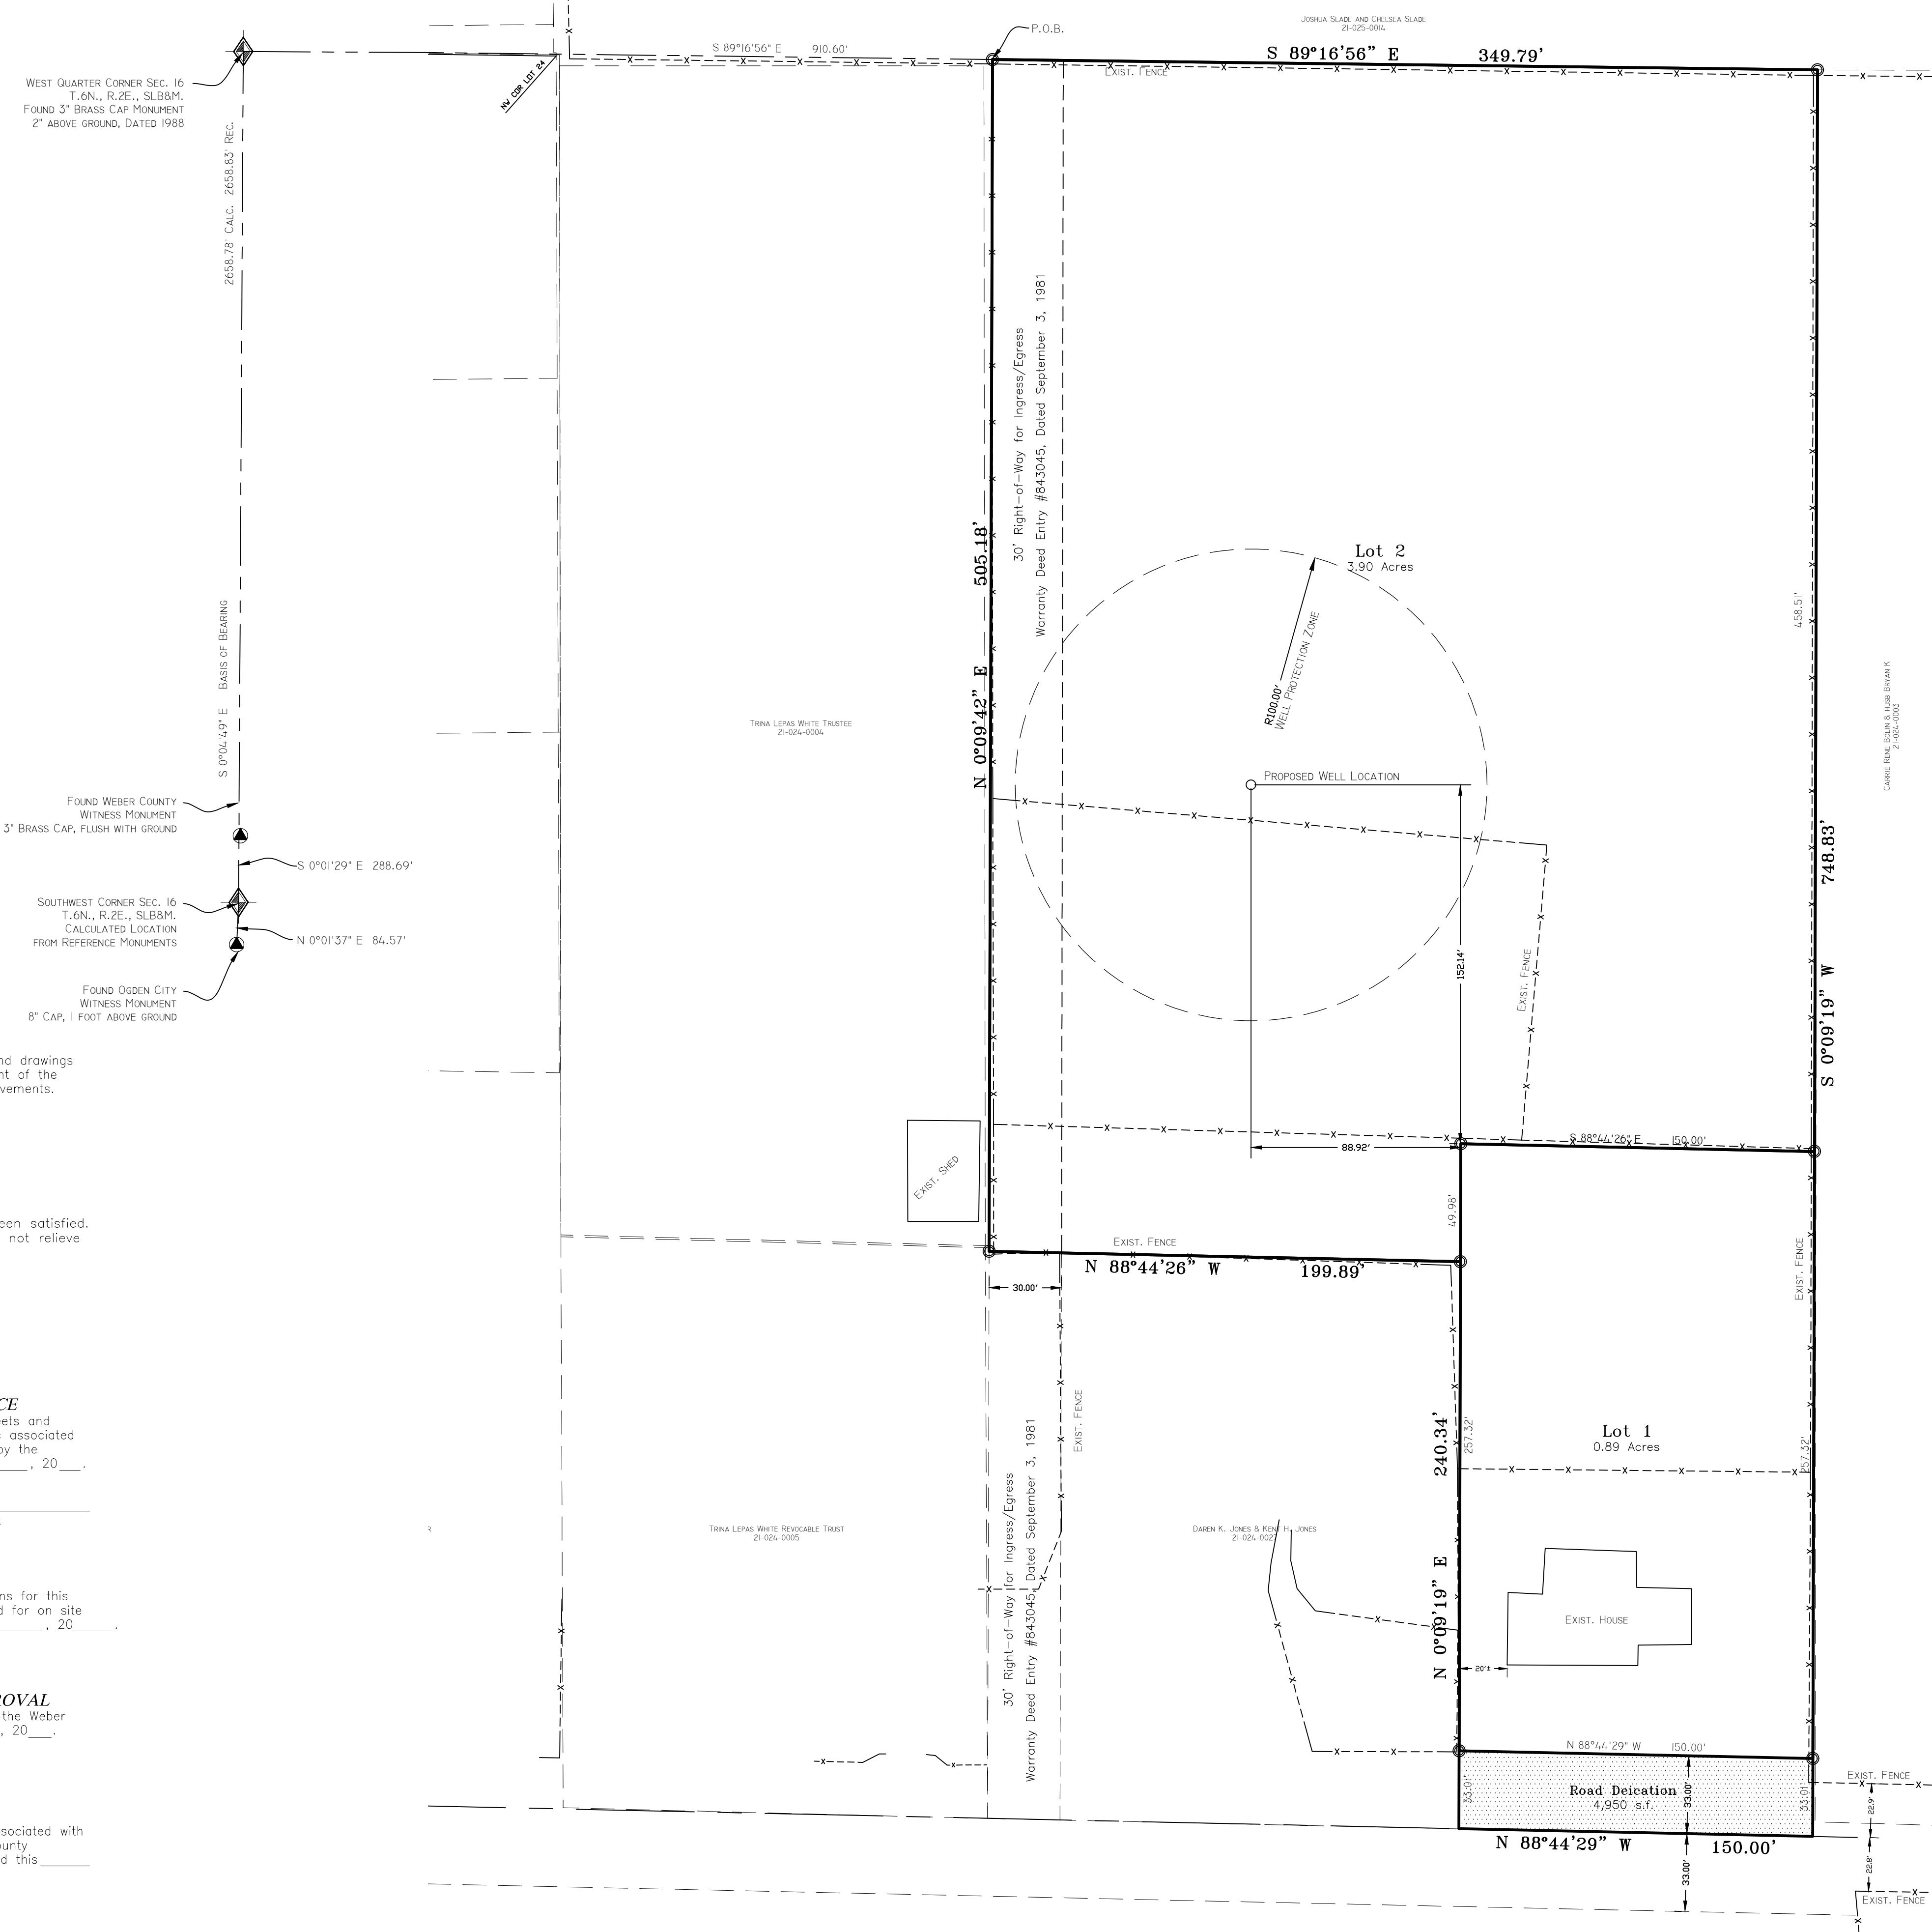 JOSHUA SLADE AND CHELSEA SLADE
21-025-0014
P.O.B.
S 89°16'56" E 910.60'
S 89°16'56" E 349.79'
EXIST. FENCE
NW COR LOT 24
WEST QUARTER CORNER SEC. 16
T.6N., R.2E., SLB&M.
FOUND 3" BRASS CAP MONUMENT
2" ABOVE GROUND, DATED 1988
2658.78' CALC. 2658.83' REC.
S 0°04'49" E BASIS OF BEARING
FOUND WEBER COUNTY
WITNESS MONUMENT
3" BRASS CAP, FLUSH WITH GROUND
S 0°01'29" E 288.69'
SOUTHWEST CORNER SEC. 16
T.6N., R.2E., SLB&M.
CALCULATED LOCATION
FROM REFERENCE MONUMENTS
N 0°01'37" E 84.57'
FOUND OGDEN CITY
WITNESS MONUMENT
8" CAP, 1 FOOT ABOVE GROUND
30' Right-of-Way for Ingress/Egress
Warranty Deed Entry #843045, Dated September 3, 1981
N 0°09'42" E 505.18'
Lot 2
3.90 Acres
R100.00'
WELL PROTECTION ZONE
PROPOSED WELL LOCATION
TRINA LEPAS WHITE TRUSTEE
21-024-0004
458.51'
CARRIE RENE BOLIN & HUSB BRYAN K
21-024-0003
S 0°09'19" W 748.83'
152.14'
EXIST. FENCE
88.92'
S 88°44'26" E 150.00'
EXIST. SHED
49.98'
EXIST. FENCE
N 88°44'26" W 199.89'
30.00'
EXIST. FENCE
EXIST. FENCE
nd drawings
nt of the
vements.
een satisfied.
not relieve
CE
eets and
s associated
by the
_____, 20___.
Lot 1
0.89 Acres
257.32'
257.32'
N 0°09'19" E 240.34'
TRINA LEPAS WHITE REVOCABLE TRUST
21-024-0005
30' Right-of-Way for Ingress/Egress
Warranty Deed Entry #843045, Dated September 3, 1981
DAREN K. JONES & KENT H. JONES
21-024-002
EXIST. HOUSE
20'±
ns for this
d for on site
________, 20_____.
ROVAL
the Weber
, 20___.
N 88°44'29" W 150.00'
33.01'
Road Deication
4,950 s.f.
33.00'
33.01'
N 88°44'29" W 150.00'
33.00'
EXIST. FENCE
22.9'
22.8'
EXIST. FENCE
sociated with
ounty
d this_______